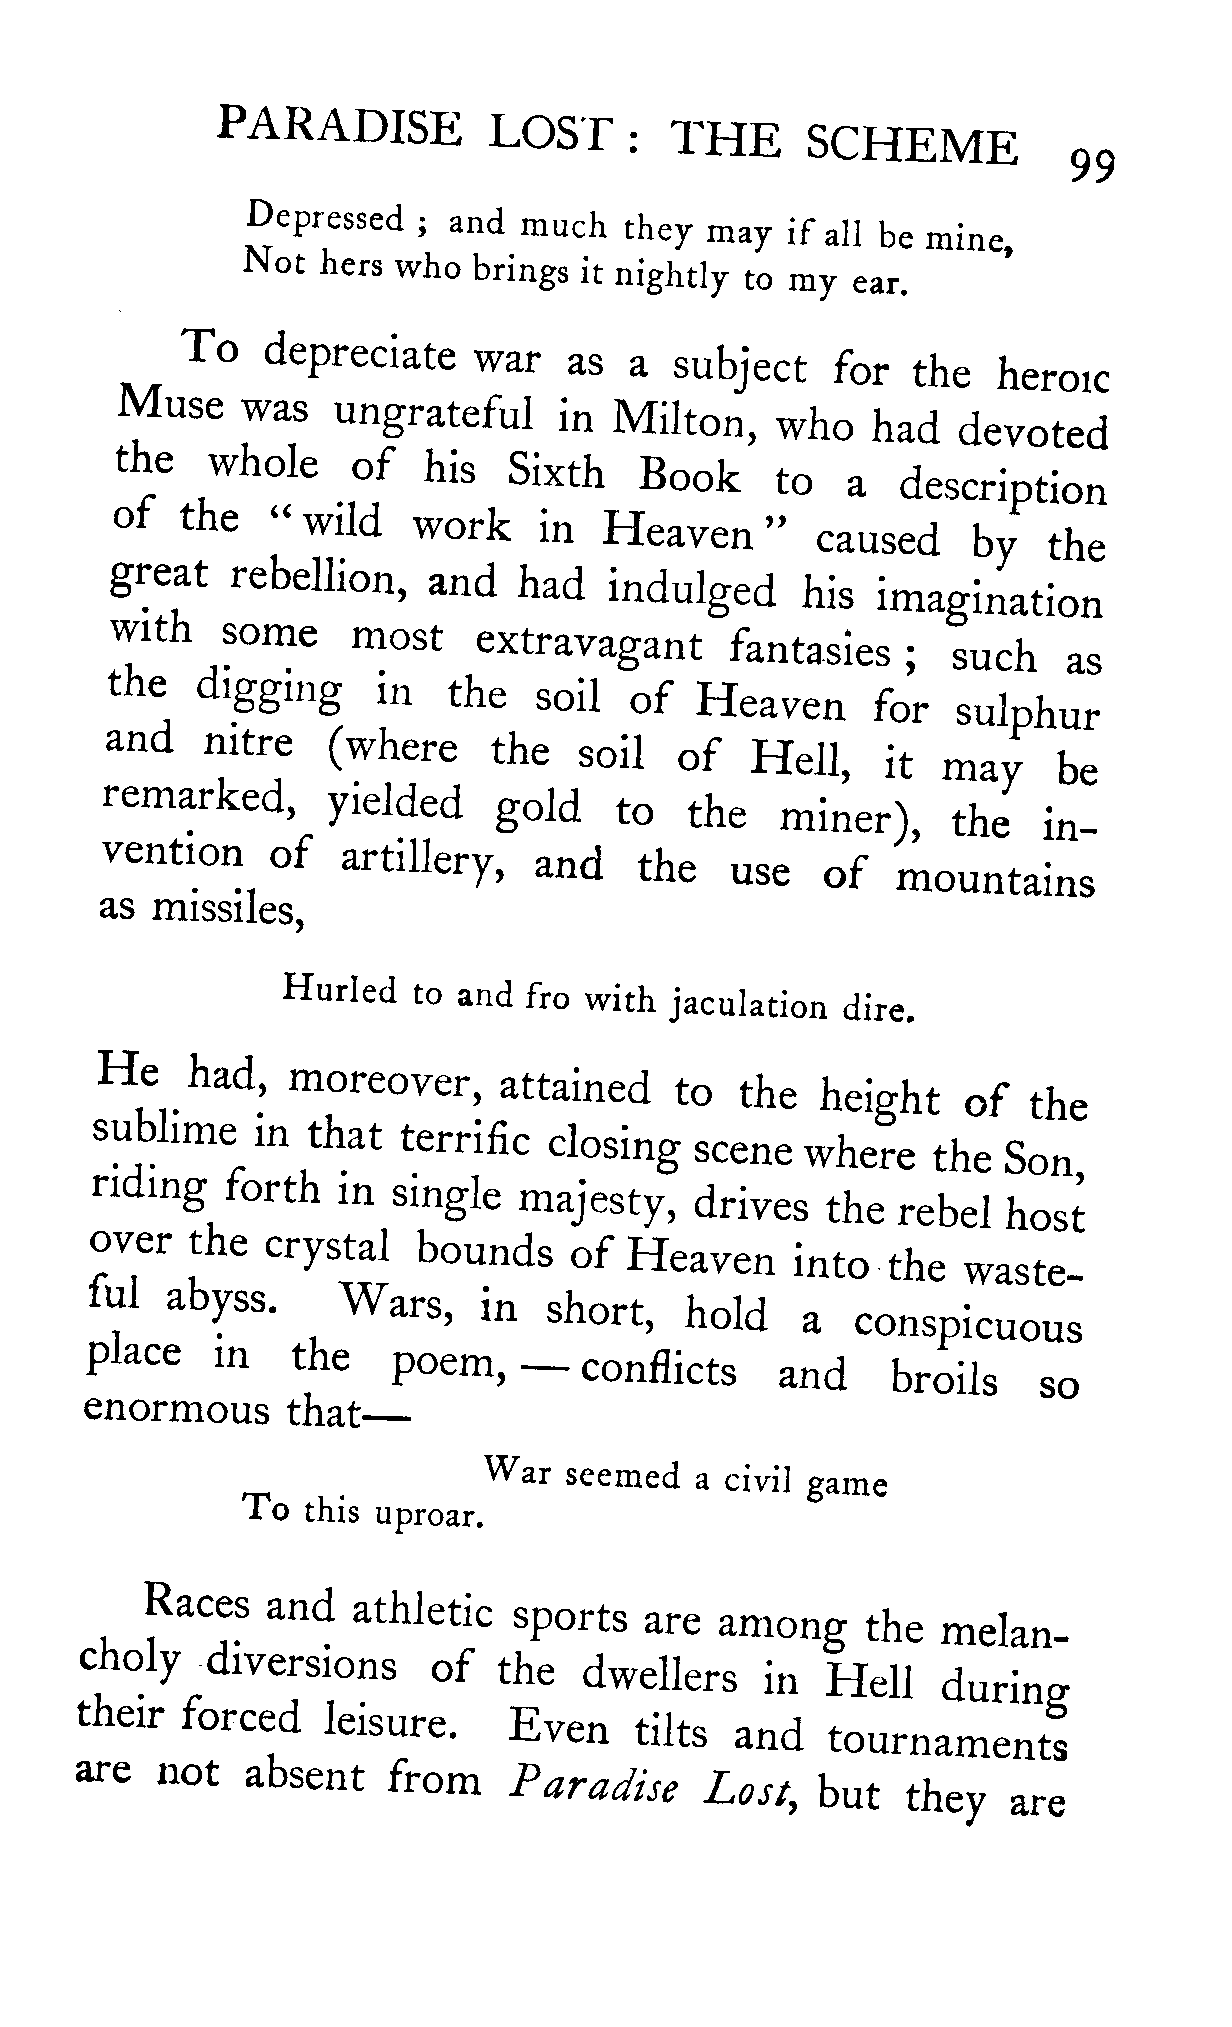 PARADISE LOST : THE SCHEME 99
Depressed ; and much they may if all be mine,
Not hers who brings it nightly to my ear.
To depreciate war as a subject for the heroic
Muse was ungrateful in Milton, who had devoted
the whole of his Sixth Book to a description
of the “ wild work in Heaven ” caused by the
great rebellion, and had indulged his imagination
with some most extravagant fantasies ; such as
the digging in the soil of Heaven for sulphur
and nitre (where the soil of Hell, it may be
remarked, yielded gold to the miner), the in-
vention of artillery, and the use of mountains
as missiles,
Hurled to and fro with jaculation dire.
He had, moreover, attained to the height of the
sublime in that terrific closing scene where the Son,
riding forth in single majesty, drives the rebel host
over the crystal bounds of Heaven into the waste-
ful abyss. Wars, in short, hold a conspicuous
place in the poem, — conflicts and broils so
enormous that—
War seemed a civil game
To this uproar.
Races and athletic sports are among the melan-
choly diversions of the dwellers in Hell during
their forced leisure. Even tilts and tournaments
are not absent from Paradise Lost, but they are